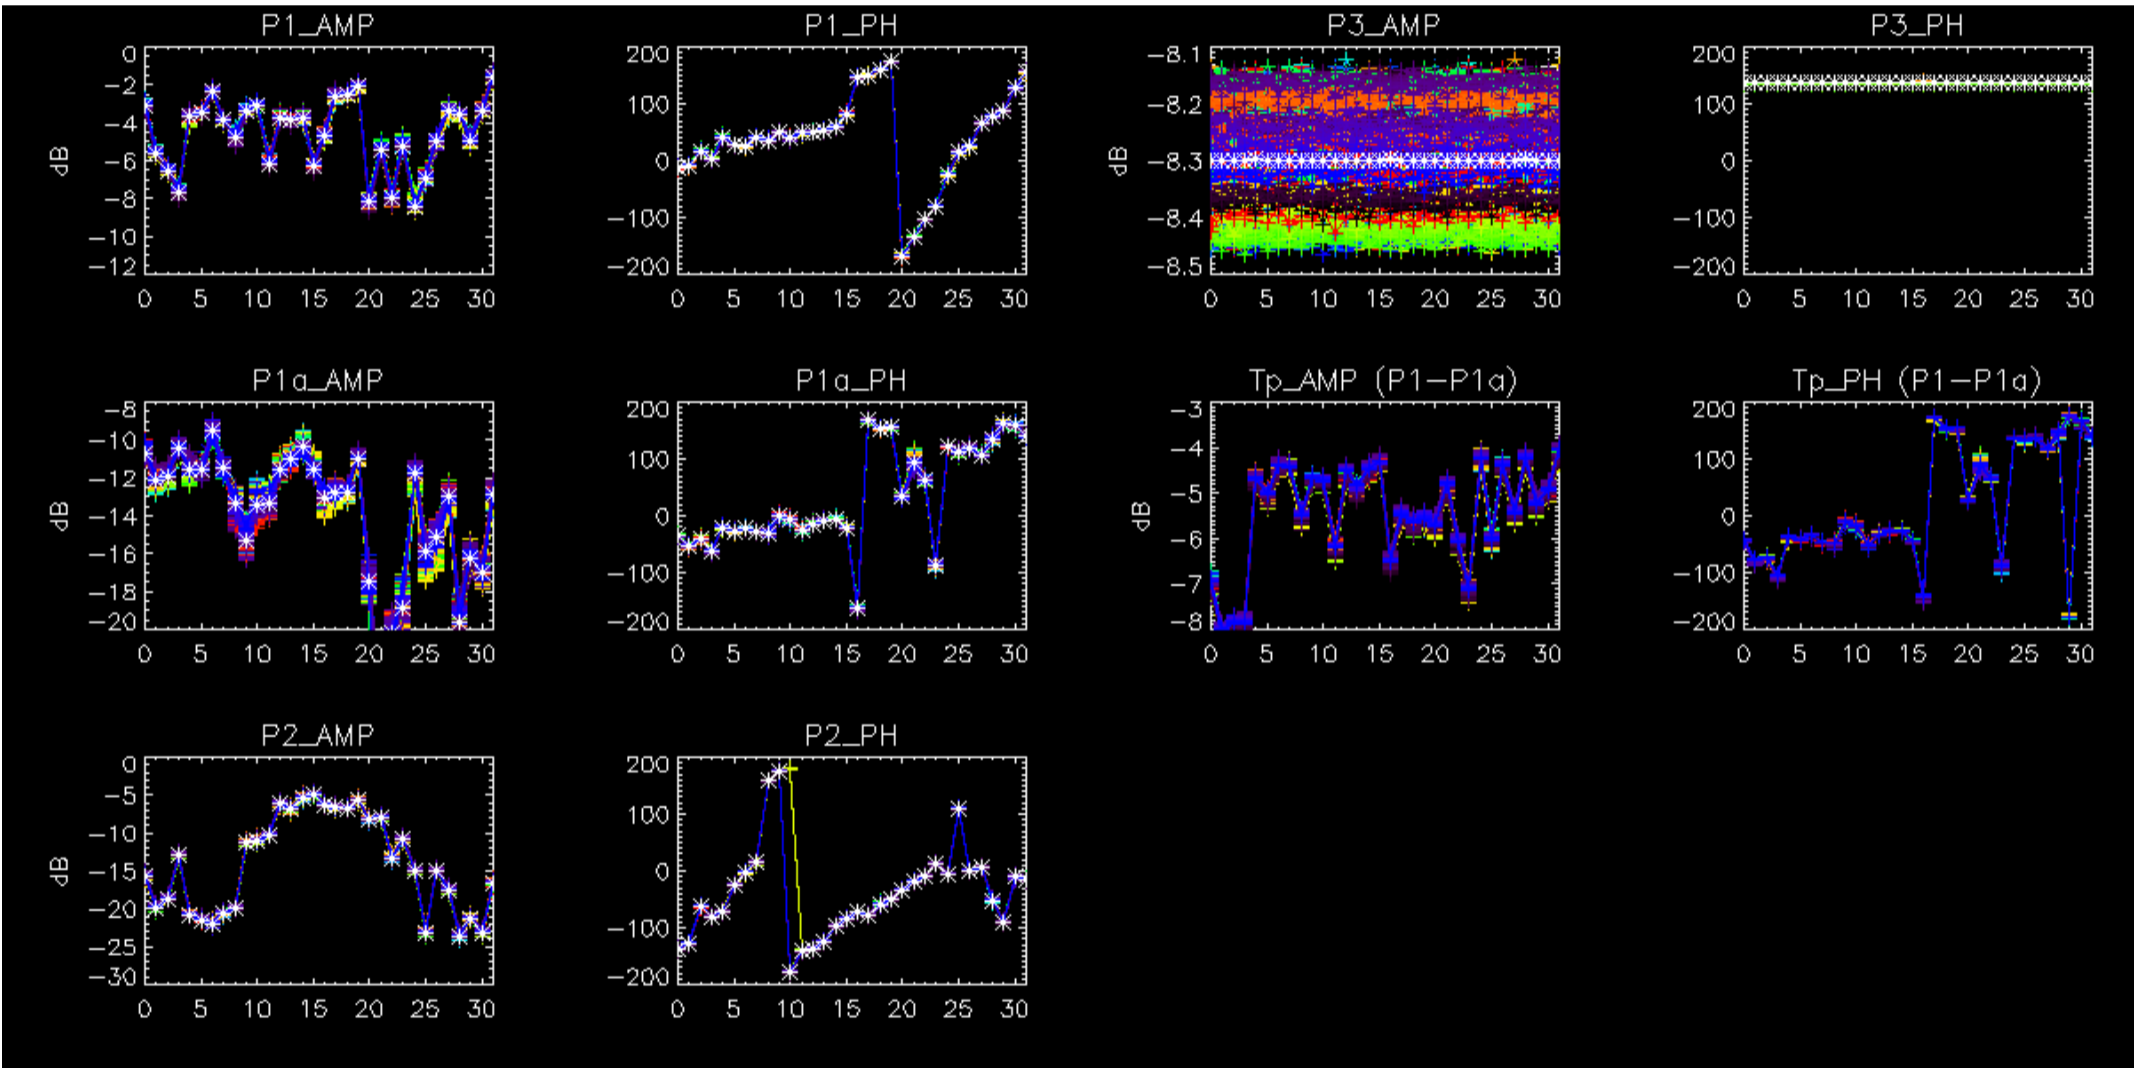 P1_AMP
0
−2
−4
−6
−8
−10
−12
dB
0 5 10 15 20 25 30
P1_PH
200
100
0
−100
−200
0 5 10 15 20 25 30
P3_AMP
−8.1
−8.2
−8.3
−8.4
−8.5
dB
0 5 10 15 20 25 30
P3_PH
200
100
0
−100
−200
0 5 10 15 20 25 30
P1a_AMP
−8
−10
−12
−14
−16
−18
−20
dB
0 5 10 15 20 25 30
P1a_PH
200
100
0
−100
−200
0 5 10 15 20 25 30
Tp_AMP (P1−P1a)
−3
−4
−5
−6
−7
−8
dB
0 5 10 15 20 25 30
Tp_PH (P1−P1a)
200
100
0
−100
−200
0 5 10 15 20 25 30
P2_AMP
0
−5
−10
−15
−20
−25
−30
dB
0 5 10 15 20 25 30
P2_PH
200
100
0
−100
−200
0 5 10 15 20 25 30